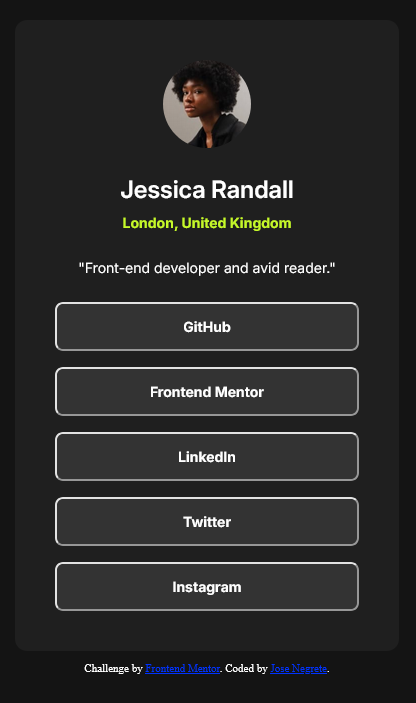 Jessica Randall
London, United Kingdom
"Front-end developer and avid reader."
GitHub
Frontend Mentor
LinkedIn
Twitter
Instagram
Challenge by Frontend Mentor. Coded by Jose Negrete.